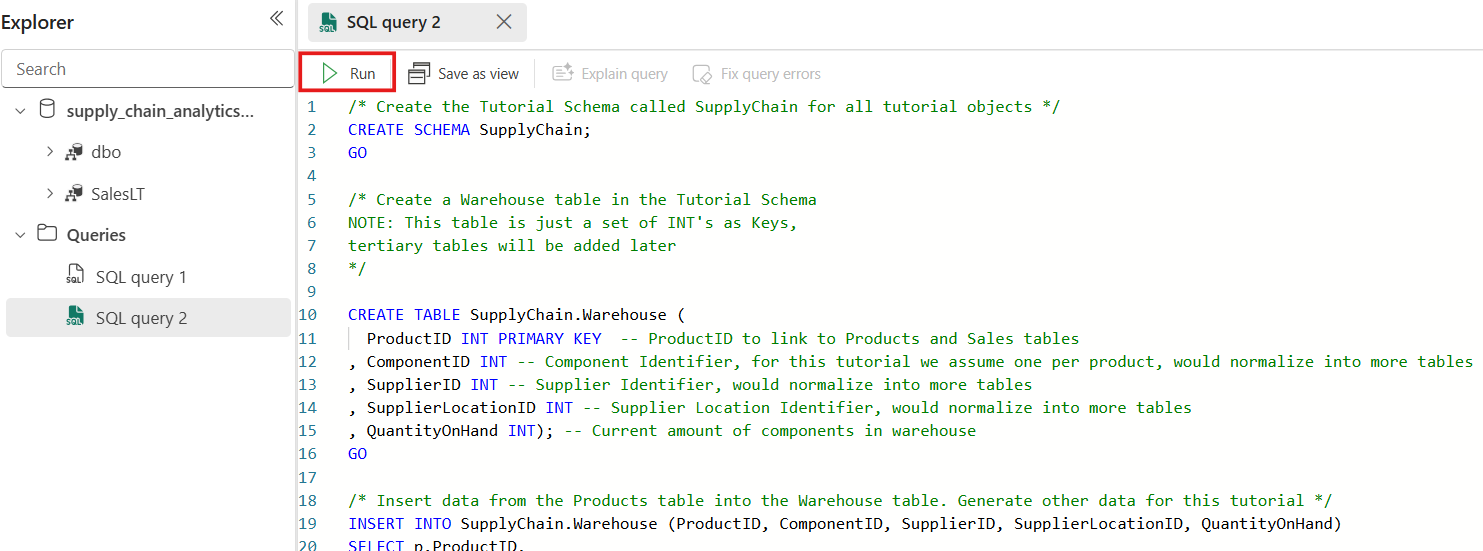 Explorer
Search
supply_chain_analytics...
dbo
SalesLT
Queries
SQL query 1
SQL query 2
SQL query 2
Run Save as view Explain query Fix query errors
1 /* Create the Tutorial Schema called SupplyChain for all tutorial objects */
2 CREATE SCHEMA SupplyChain;
3 GO
4
5 /* Create a Warehouse table in the Tutorial Schema
6 NOTE: This table is just a set of INT's as Keys,
7 tertiary tables will be added later
8 */
9
10 CREATE TABLE SupplyChain.Warehouse (
11 ProductID INT PRIMARY KEY -- ProductID to link to Products and Sales tables
12 , ComponentID INT -- Component Identifier, for this tutorial we assume one per product, would normalize into more tables
13 , SupplierID INT -- Supplier Identifier, would normalize into more tables
14 , SupplierLocationID INT -- Supplier Location Identifier, would normalize into more tables
15 , QuantityOnHand INT); -- Current amount of components in warehouse
16 GO
17
18 /* Insert data from the Products table into the Warehouse table. Generate other data for this tutorial */
19 INSERT INTO SupplyChain.Warehouse (ProductID, ComponentID, SupplierID, SupplierLocationID, QuantityOnHand)
20 SELECT p.ProductID,